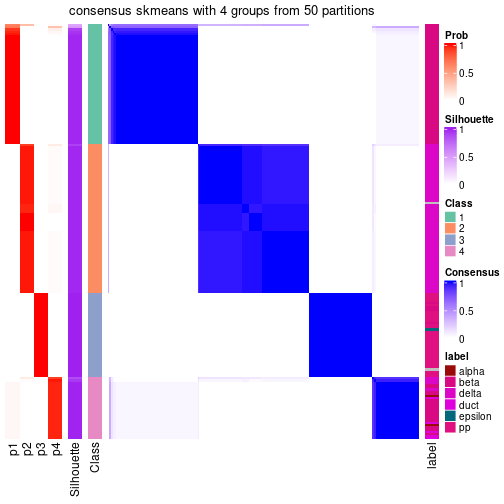 consensus skmeans with 4 groups from 50 partitions
Prob
1
0.5
0
Silhouette
1
0.5
0
Class
1
2
3
4
Consensus
1
0.5
0
label
alpha
beta
delta
duct
epsilon
pp
p1
p2
p3
p4
Silhouette
Class
label